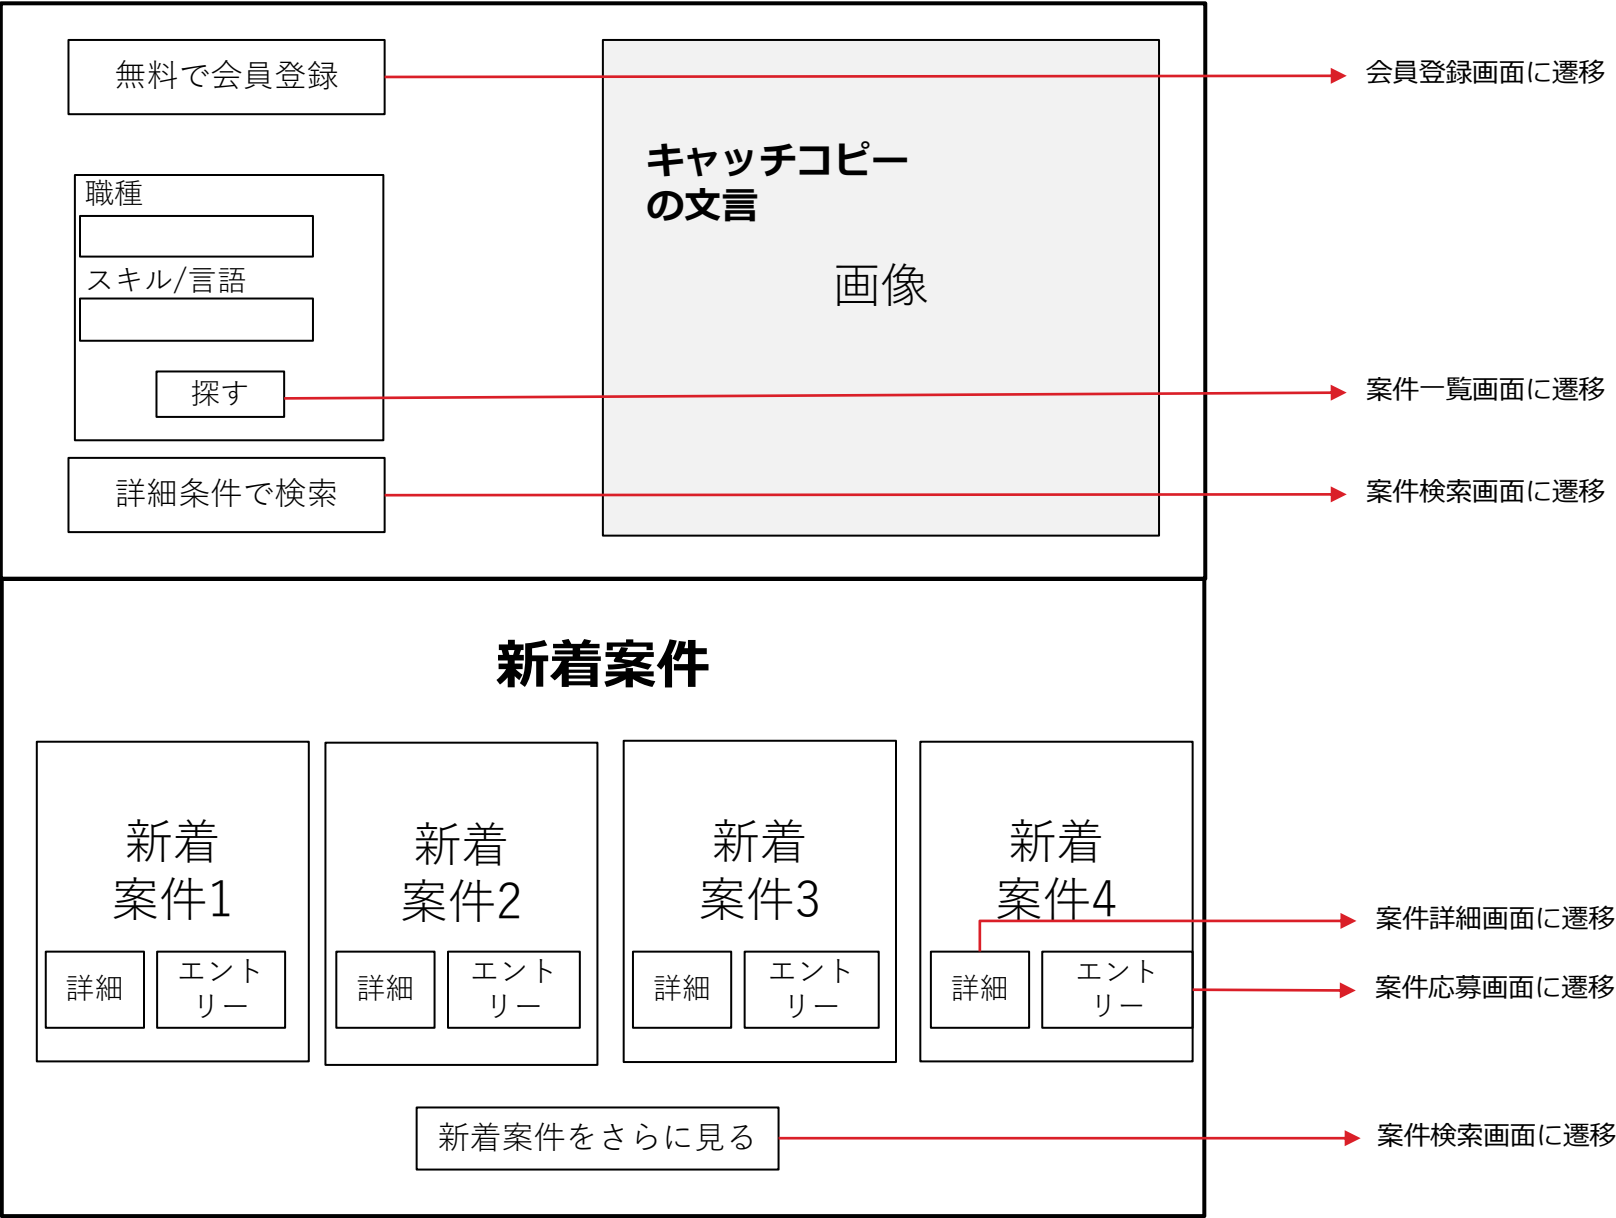 無料で会員登録
会員登録画面に遷移
キャッチコピー
の文言
画像
職種
スキル/言語
探す
案件一覧画面に遷移
詳細条件で検索
案件検索画面に遷移
新着案件
新着
案件1
詳細
エント
リー
新着
案件2
詳細
エント
リー
新着
案件3
詳細
エント
リー
新着
案件4
詳細
エント
リー
案件詳細画面に遷移
案件応募画面に遷移
新着案件をさらに見る
案件検索画面に遷移